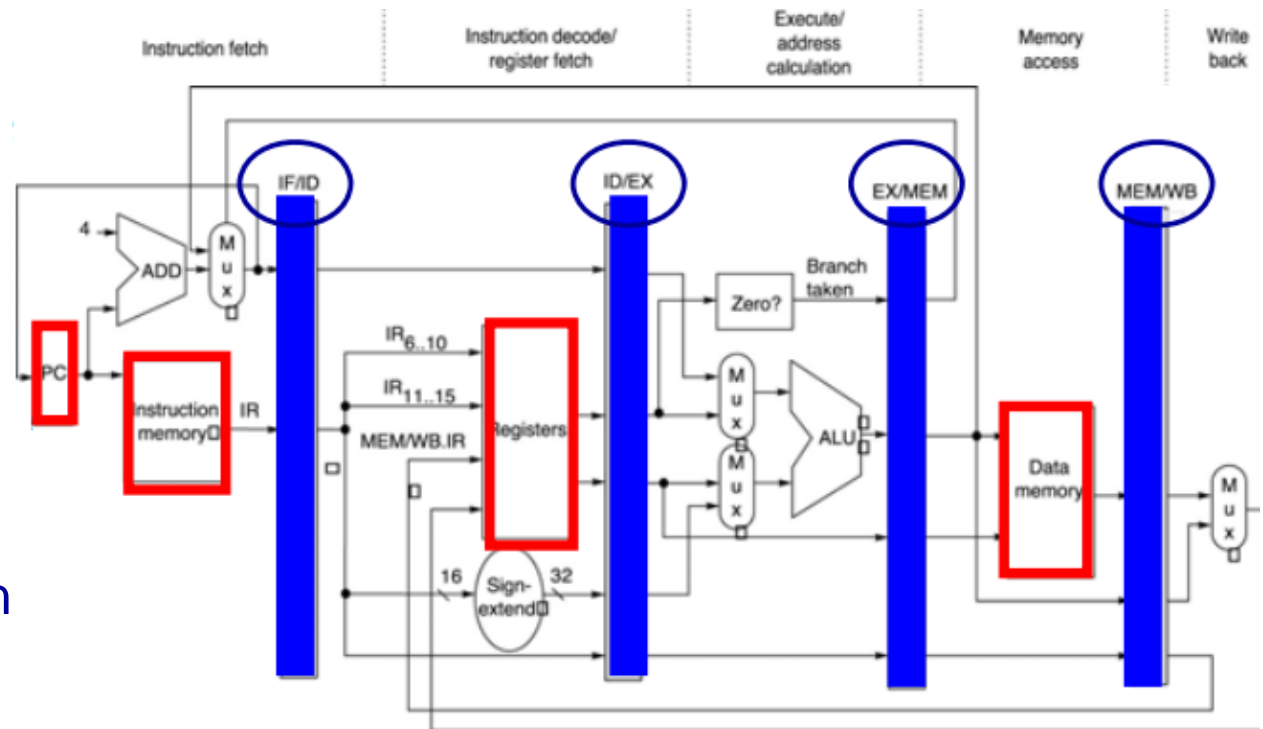 Instruction fetch
Instruction decode/
register fetch
Execute/
address
calculation
Memory
access
Write
back
IF/ID
ID/EX
EX/MEM
MEM/WB
4
ADD
M
u
x
Branch
taken
Zero?
PC
Instruction
memory
IR
IR6..10
IR11..15
MEM/WB.IR
Registers
M
u
x
M
u
x
ALU
Data
memory
M
u
x
16
Sign-
extend
32
n